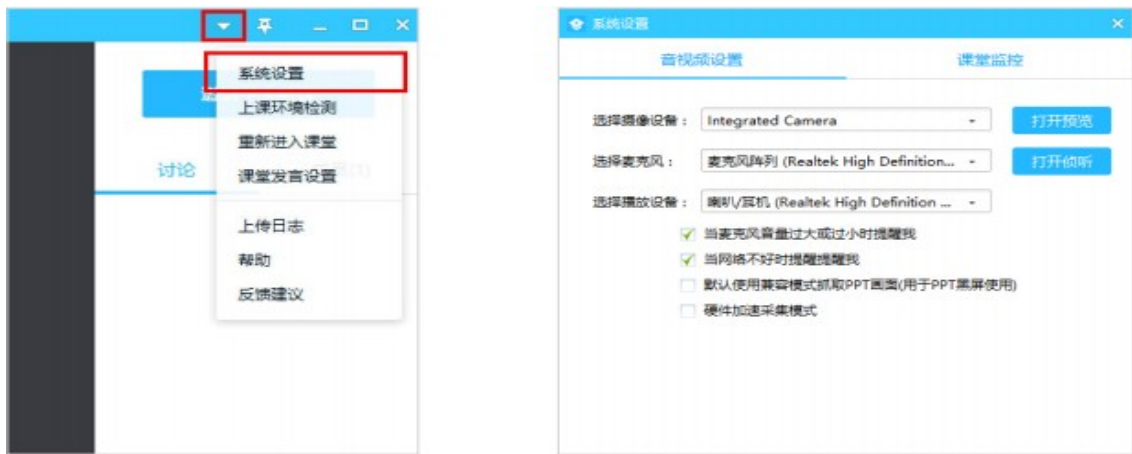 系统设置
上课环境检测
重新进入课堂
讨论
课堂发言设置
上传日志
帮助
反馈建议
系统设置
音视频设置
课堂监控
选择摄像设备：
Integrated Camera
打开预览
选择麦克风：
麦克风阵列 (Realtek High Definition...
打开侦听
选择播放设备：
喇叭/耳机 (Realtek High Definition ...
当麦克风音量过大或过小时提醒我
当网络不好时提醒提醒我
默认使用兼容模式抓取PPT画面(用于PPT黑屏使用)
硬件加速采集模式